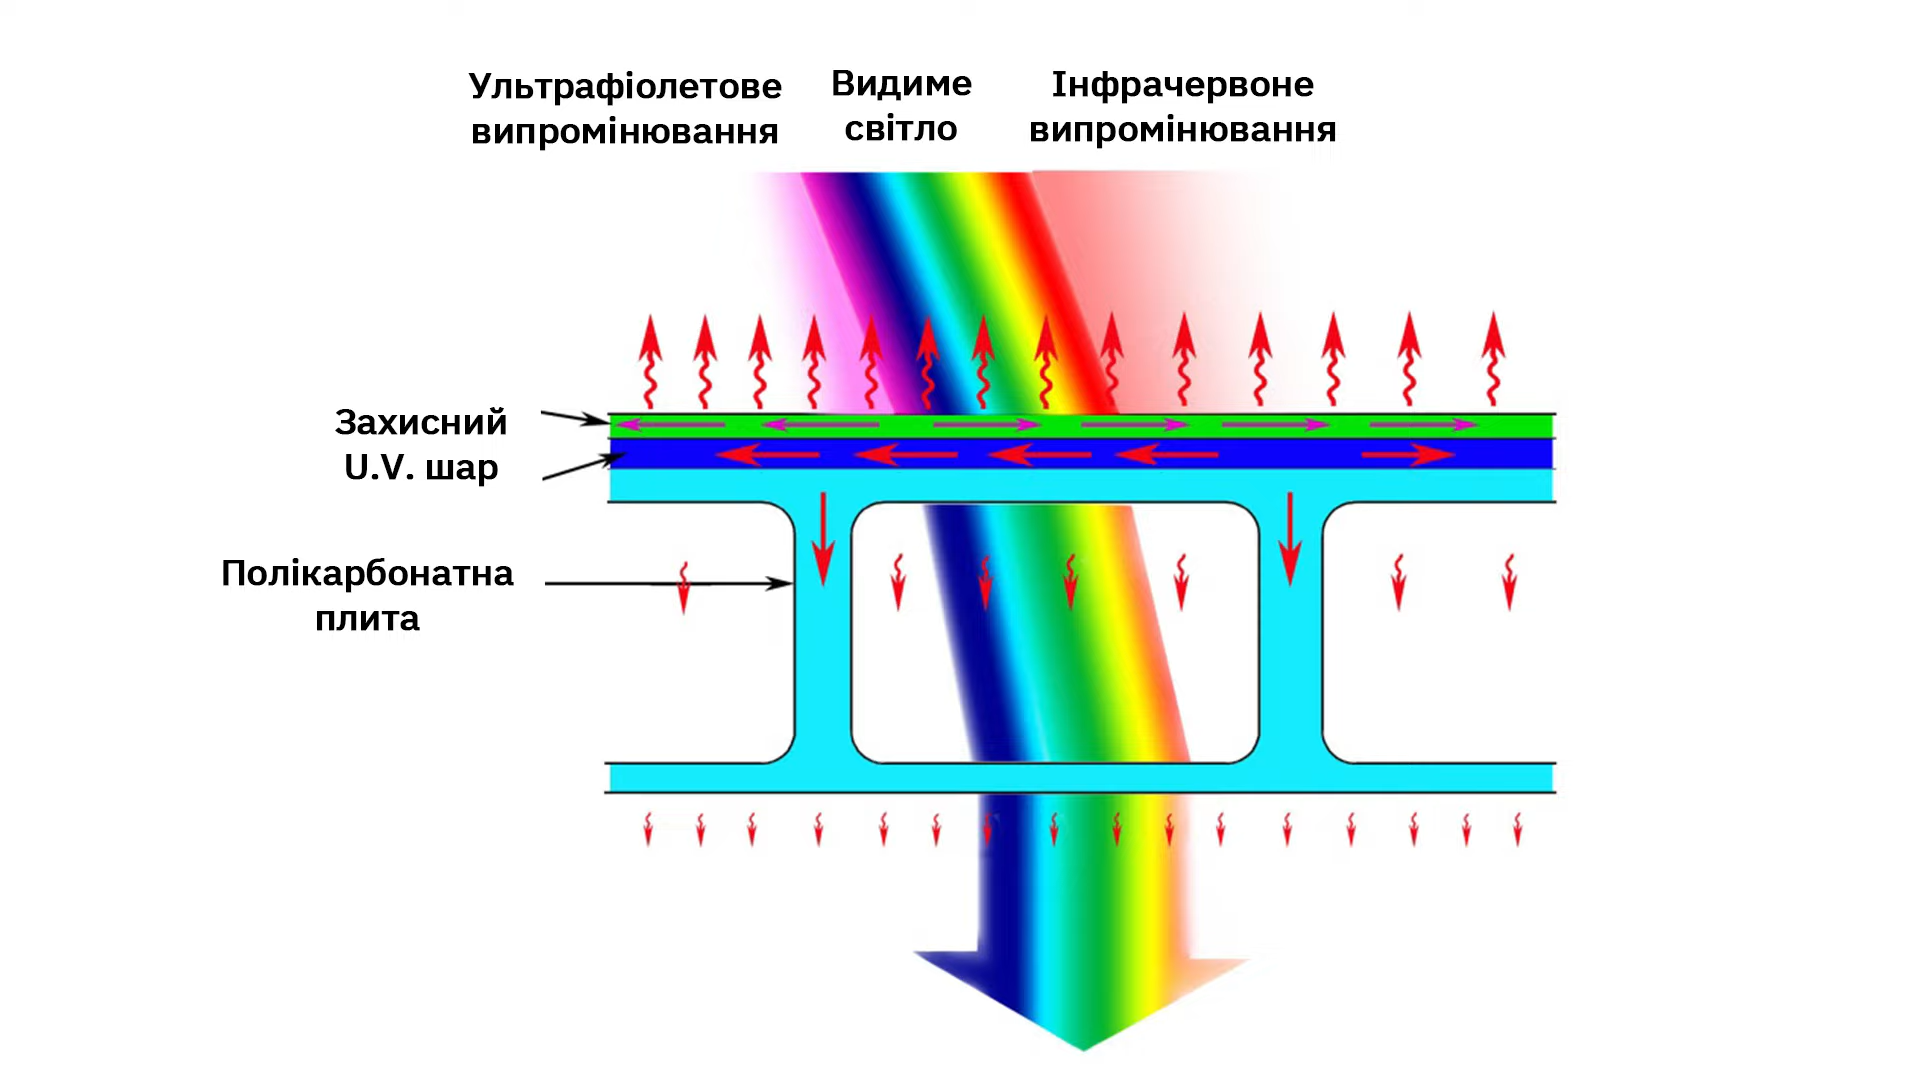 Ультрафіолетове
випромінювання
Видиме
світло
Інфрачервоне
випромінювання
Захисний
U.V. шар
Полікарбонатна
плита